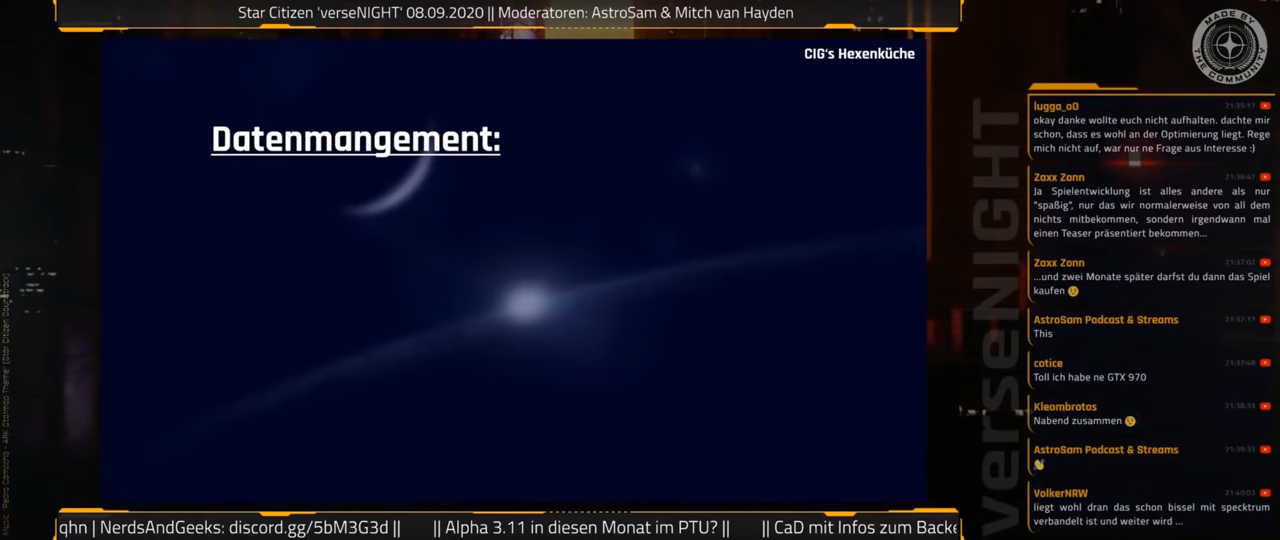 Star Citizen 'verseNIGHT' 08.09.2020 || Moderatoren: AstroSam & Mitch van Hayden
MADE BY
THE COMMUNITY
CIG's Hexenküche
Datenmangement:
verseNIGHT
lugga_o0 21:35:17
okay danke wollte euch nicht aufhalten. dachte mir
schon, dass es wohl an der Optimierung liegt. Rege
mich nicht auf, war nur ne Frage aus Interesse :)
Zaxx Zonn 21:36:47
Ja Spielentwicklung ist alles andere als nur
"spaßig", nur das wir normalerweise von all dem
nichts mitbekommen, sondern irgendwann mal
einen Teaser präsentiert bekommen...
Zaxx Zonn 21:37:02
...und zwei Monate später darfst du dann das Spiel
kaufen 😉
AstroSam Podcast & Streams 21:37:17
This
cotice 21:37:48
Toll ich habe ne GTX 970
Kleombrotos 21:38:33
Nabend zusammen 😉
AstroSam Podcast & Streams 21:39:23
👋
VolkerNRW 21:40:03
liegt wohl dran das schon bissel mit specktrum
verbandelt ist und weiter wird ...
qhn | NerdsAndGeeks: discord.gg/5bM3G3d || || Alpha 3.11 in diesen Monat im PTU? || || CaD mit Infos zum Backe